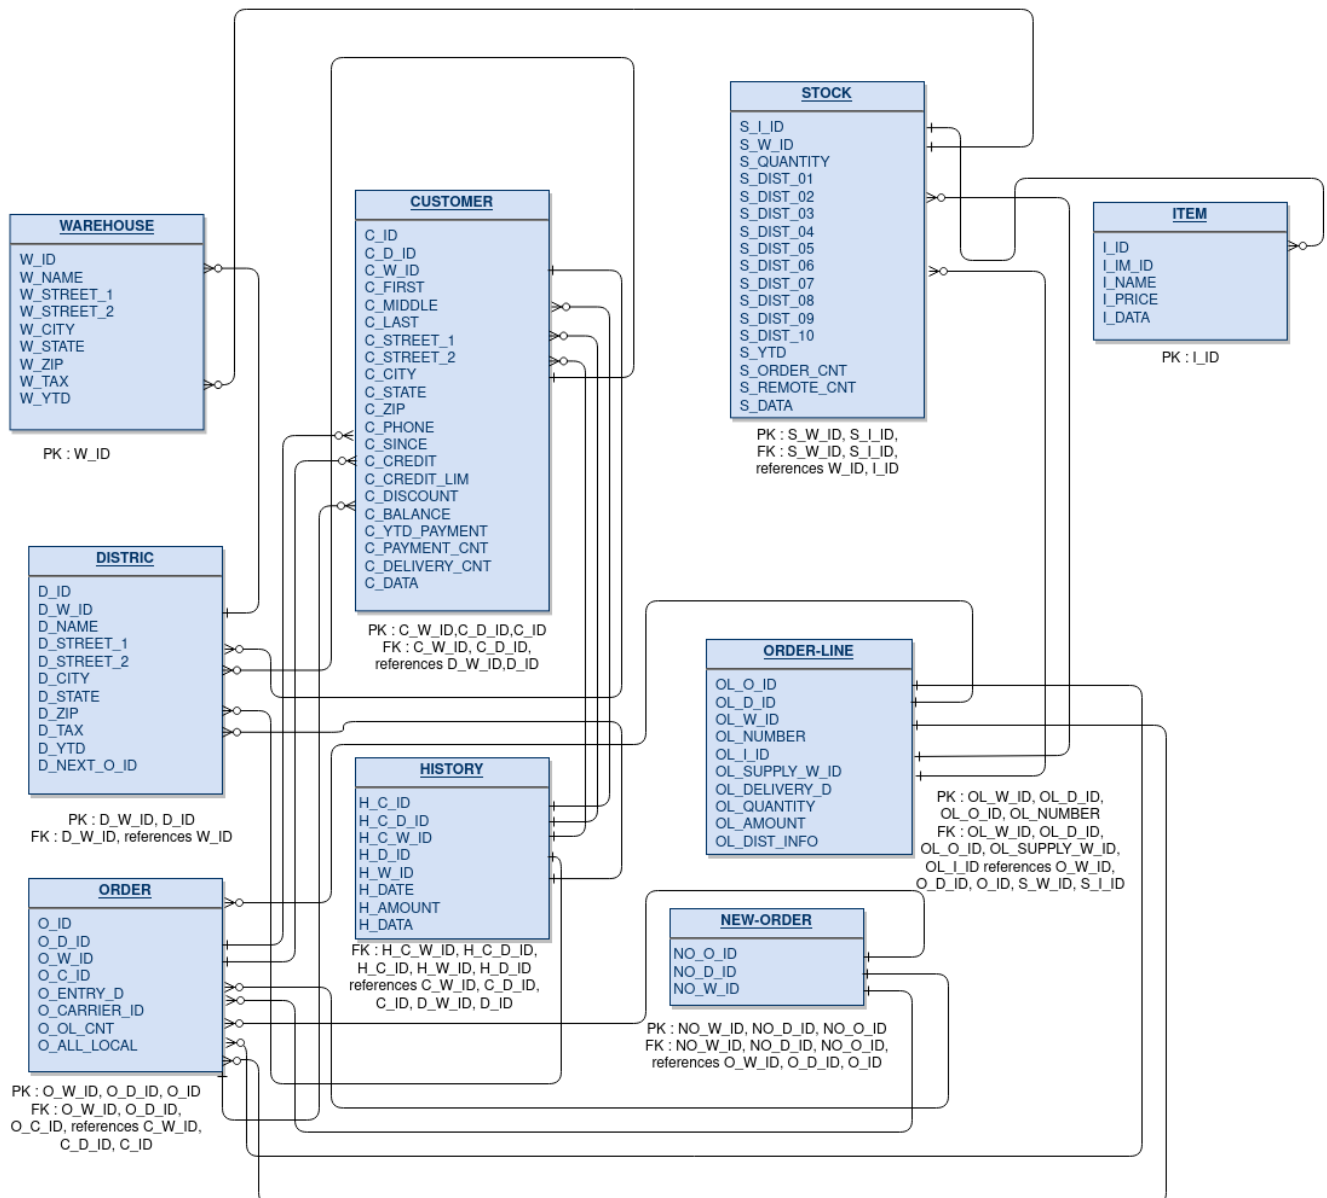 STOCK
S_I_ID
S_W_ID
S_QUANTITY
S_DIST_01
S_DIST_02
S_DIST_03
S_DIST_04
S_DIST_05
S_DIST_06
S_DIST_07
S_DIST_08
S_DIST_09
S_DIST_10
S_YTD
S_ORDER_CNT
S_REMOTE_CNT
S_DATA
PK : S_W_ID, S_I_ID,
FK : S_W_ID, S_I_ID,
references W_ID, I_ID
CUSTOMER
C_ID
C_D_ID
C_W_ID
C_FIRST
C_MIDDLE
C_LAST
C_STREET_1
C_STREET_2
C_CITY
C_STATE
C_ZIP
C_PHONE
C_SINCE
C_CREDIT
C_CREDIT_LIM
C_DISCOUNT
C_BALANCE
C_YTD_PAYMENT
C_PAYMENT_CNT
C_DELIVERY_CNT
C_DATA
PK : C_W_ID,C_D_ID,C_ID
FK : C_W_ID, C_D_ID,
references D_W_ID,D_ID
ITEM
I_ID
I_IM_ID
I_NAME
I_PRICE
I_DATA
PK : I_ID
WAREHOUSE
W_ID
W_NAME
W_STREET_1
W_STREET_2
W_CITY
W_STATE
W_ZIP
W_TAX
W_YTD
PK : W_ID
DISTRIC
D_ID
D_W_ID
D_NAME
D_STREET_1
D_STREET_2
D_CITY
D_STATE
D_ZIP
D_TAX
D_YTD
D_NEXT_O_ID
PK : D_W_ID, D_ID
FK : D_W_ID, references W_ID
ORDER-LINE
OL_O_ID
OL_D_ID
OL_W_ID
OL_NUMBER
OL_I_ID
OL_SUPPLY_W_ID
OL_DELIVERY_D
OL_QUANTITY
OL_AMOUNT
OL_DIST_INFO
PK : OL_W_ID, OL_D_ID,
OL_O_ID, OL_NUMBER
FK : OL_W_ID, OL_D_ID,
OL_O_ID, OL_SUPPLY_W_ID,
OL_I_ID references O_W_ID,
O_D_ID, O_ID, S_W_ID, S_I_ID
HISTORY
H_C_ID
H_C_D_ID
H_C_W_ID
H_D_ID
H_W_ID
H_DATE
H_AMOUNT
H_DATA
FK : H_C_W_ID, H_C_D_ID,
H_C_ID, H_W_ID, H_D_ID
references C_W_ID, C_D_ID,
C_ID, D_W_ID, D_ID
ORDER
O_ID
O_D_ID
O_W_ID
O_C_ID
O_ENTRY_D
O_CARRIER_ID
O_OL_CNT
O_ALL_LOCAL
PK : O_W_ID, O_D_ID, O_ID
FK : O_W_ID, O_D_ID,
O_C_ID, references C_W_ID,
C_D_ID, C_ID
NEW-ORDER
NO_O_ID
NO_D_ID
NO_W_ID
PK : NO_W_ID, NO_D_ID, NO_O_ID
FK : NO_W_ID, NO_D_ID, NO_O_ID,
references O_W_ID, O_D_ID, O_ID